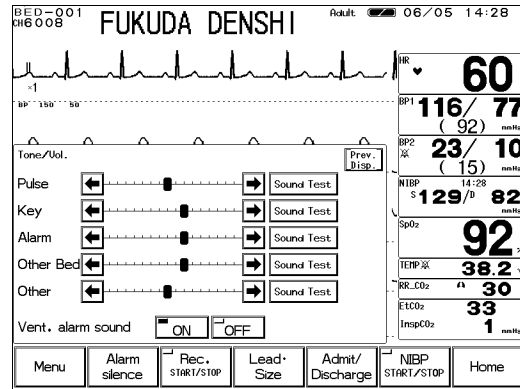 BED-001
CH6008
FUKUDA DENSHI
Adult 06/05 14:28
×1
BP 150 50
HR
60
BP1 116/ 77
( 92) mmHg
BP2 23/ 10
( 15) mmHg
NIBP 14:28
S 129/D 82
mmHg
SpO2
92 %
TEMP 38.2
RR_CO2 30
EtCO2 33
InspCO2 1 mmHg
Tone/Vol.
Prev. Disp.
Pulse Sound Test
Key Sound Test
Alarm Sound Test
Other Bed Sound Test
Other Sound Test
Vent. alarm sound ON OFF
Menu
Alarm silence
Rec. START/STOP
Lead· Size
Admit/ Discharge
NIBP START/STOP
Home